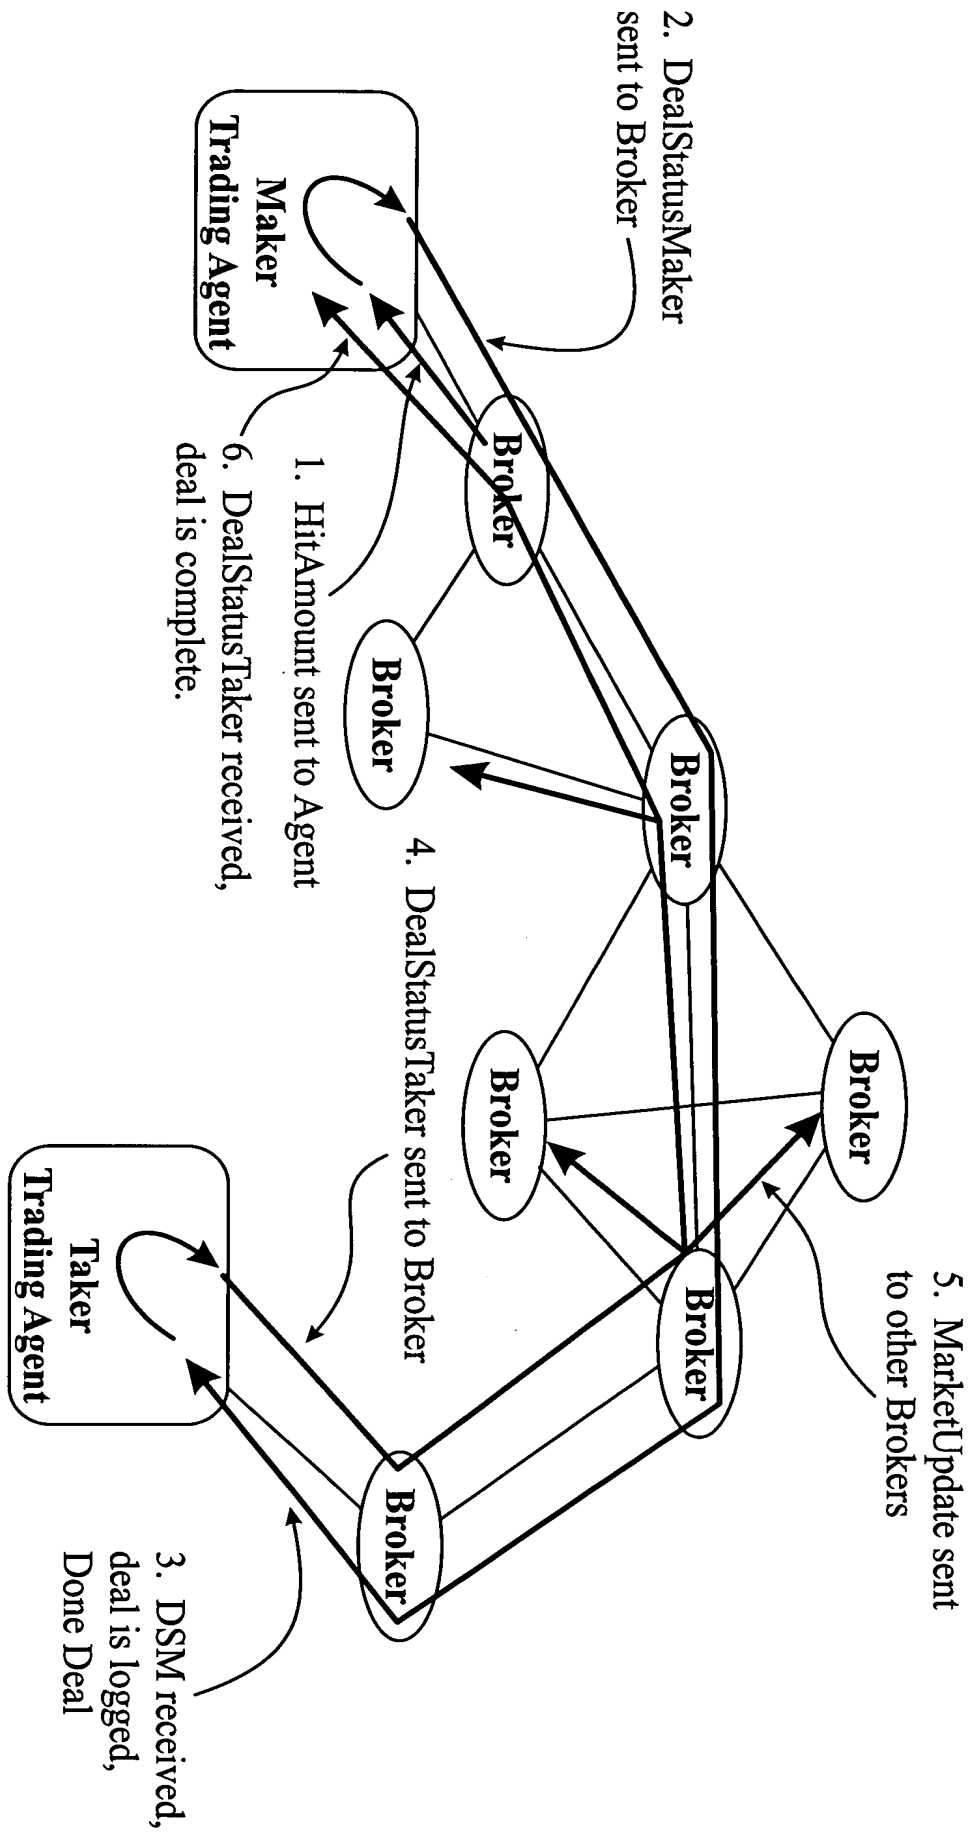 2. DealStatusMaker
sent to Broker
Maker
Trading Agent
Broker
1. HitAmount sent to Agent
6. DealStatusTaker received,
deal is complete.
Broker
Broker
4. DealStatusTaker sent to Broker
Broker
Broker
5. MarketUpdate sent
to other Brokers
Broker
Taker
Trading Agent
Broker
3. DSM received,
deal is logged,
Done Deal